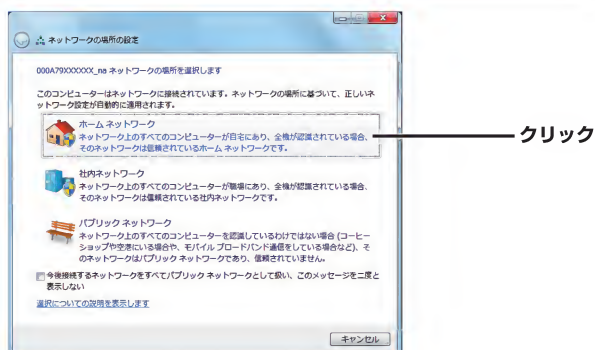 ネットワークの場所の設定
000A79XXXXXX_na ネットワークの場所を選択します
このコンピューターはネットワークに接続されています。ネットワークの場所に基づいて、正しいネ
ットワーク設定が自動的に適用されます。
ホーム ネットワーク
ネットワーク上のすべてのコンピューターが自宅にあり、全機が認識されている場合、
そのネットワークは信頼されているホーム ネットワークです。
クリック
社内ネットワーク
ネットワーク上のすべてのコンピューターが職場にあり、全機が認識されている場合、
そのネットワークは信頼されている社内ネットワークです。
パブリック ネットワーク
ネットワーク上のすべてのコンピューターを認識しているわけではない場合 (コーヒー
ショップや空港にいる場合や、モバイル ブロードバンド通信をしている場合など)、そ
のネットワークはパブリック ネットワークであり、信頼されていません。
今後接続するネットワークをすべてパブリック ネットワークとして扱い、このメッセージを二度と
表示しない
選択についての説明を表示します
キャンセル